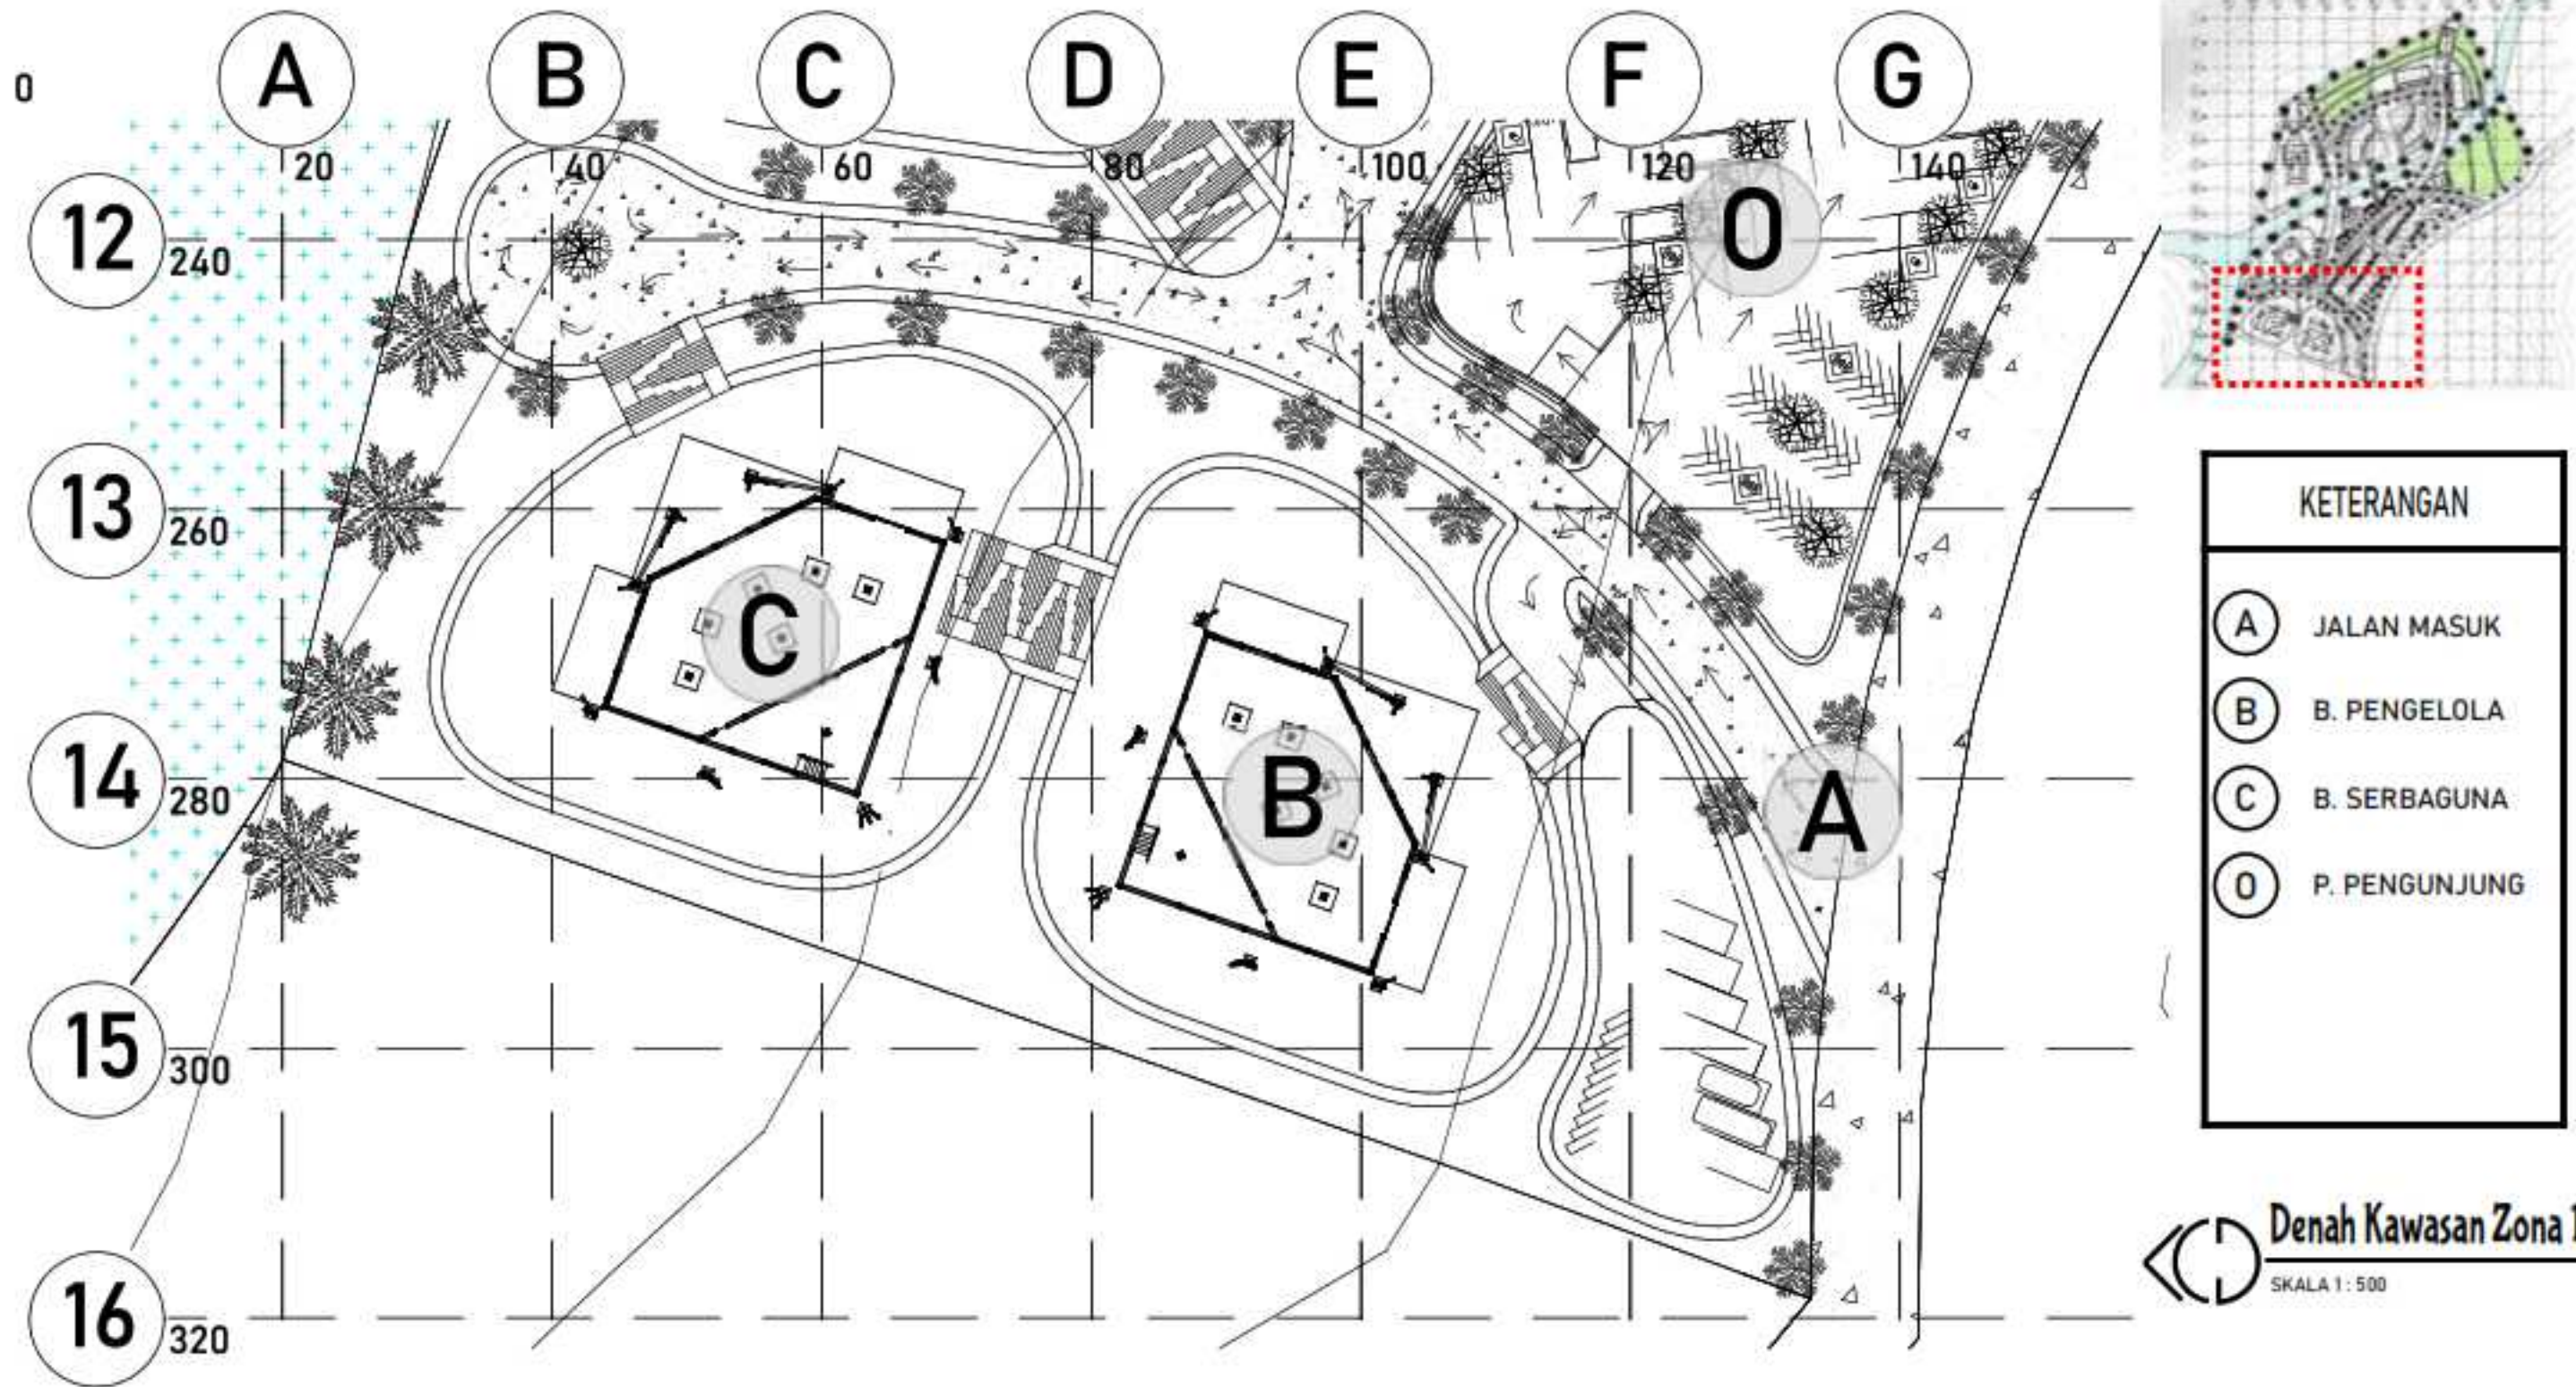 A B C D E F G
0
20 40 60 80 100 120 140
12 240
O
13 260
C
14 280
B
A
15 300
16 320
KETERANGAN
A JALAN MASUK
B B. PENGELOLA
C B. SERBAGUNA
O P. PENGUNJUNG
Denah Kawasan Zona
SKALA 1 : 500